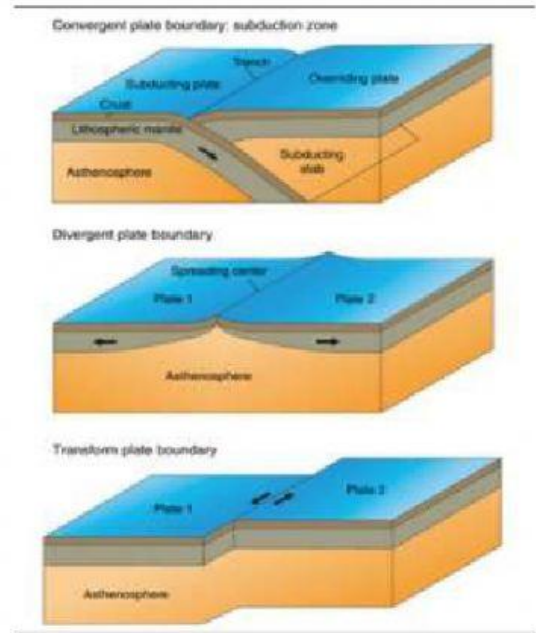 Convergent plate boundary: subduction zone
Trench
Subducting plate
Overriding plate
Crust
Lithospheric mantle
Subducting
slab
Asthenosphere
Divergent plate boundary
Spreading center
Plate 1
Plate 2
Asthenosphere
Transform plate boundary
Plate 1
Plate 2
Asthenosphere